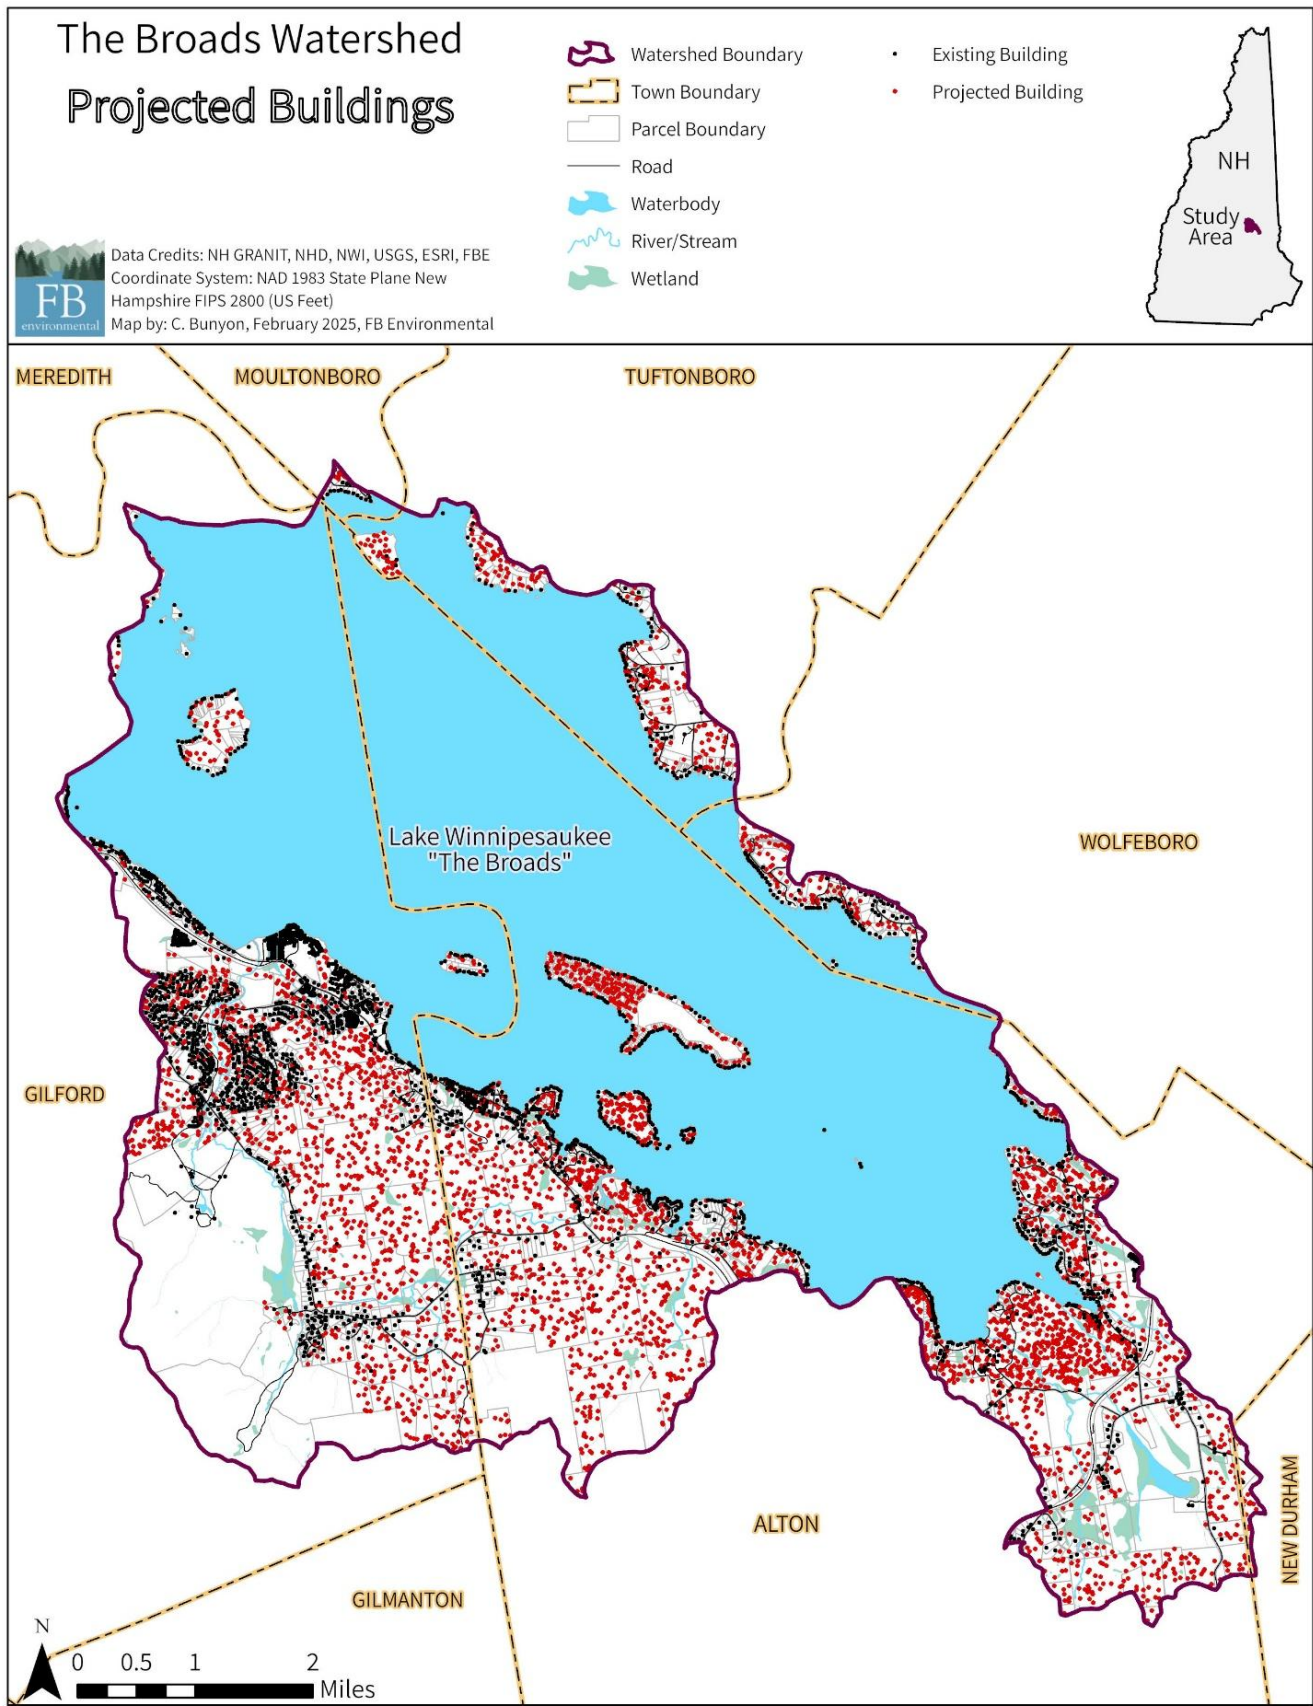 The Broads Watershed
Projected Buildings
FB
environmental
Data Credits: NH GRANIT, NHD, NWI, USGS, ESRI, FBE
Coordinate System: NAD 1983 State Plane New
Hampshire FIPS 2800 (US Feet)
Map by: C. Bunyon, February 2025, FB Environmental
Watershed Boundary
Town Boundary
Parcel Boundary
Road
Waterbody
River/Stream
Wetland
Existing Building
Projected Building
NH
Study
Area
MEREDITH
MOULTONBORO
TUFTONBORO
Lake Winnipesaukee
"The Broads"
WOLFEBORO
GILFORD
ALTON
NEW DURHAM
GILMANTON
N
0 0.5 1 2
Miles